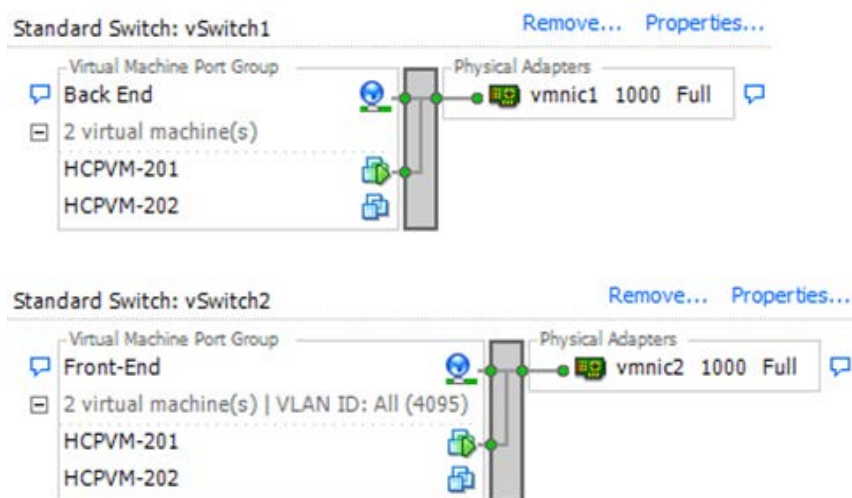 Standard Switch: vSwitch1 Remove... Properties...
Virtual Machine Port Group Physical Adapters
Back End vmnic1 1000 Full
2 virtual machine(s)
HCPVM-201
HCPVM-202
Standard Switch: vSwitch2 Remove... Properties...
Virtual Machine Port Group Physical Adapters
Front-End vmnic2 1000 Full
2 virtual machine(s) | VLAN ID: All (4095)
HCPVM-201
HCPVM-202